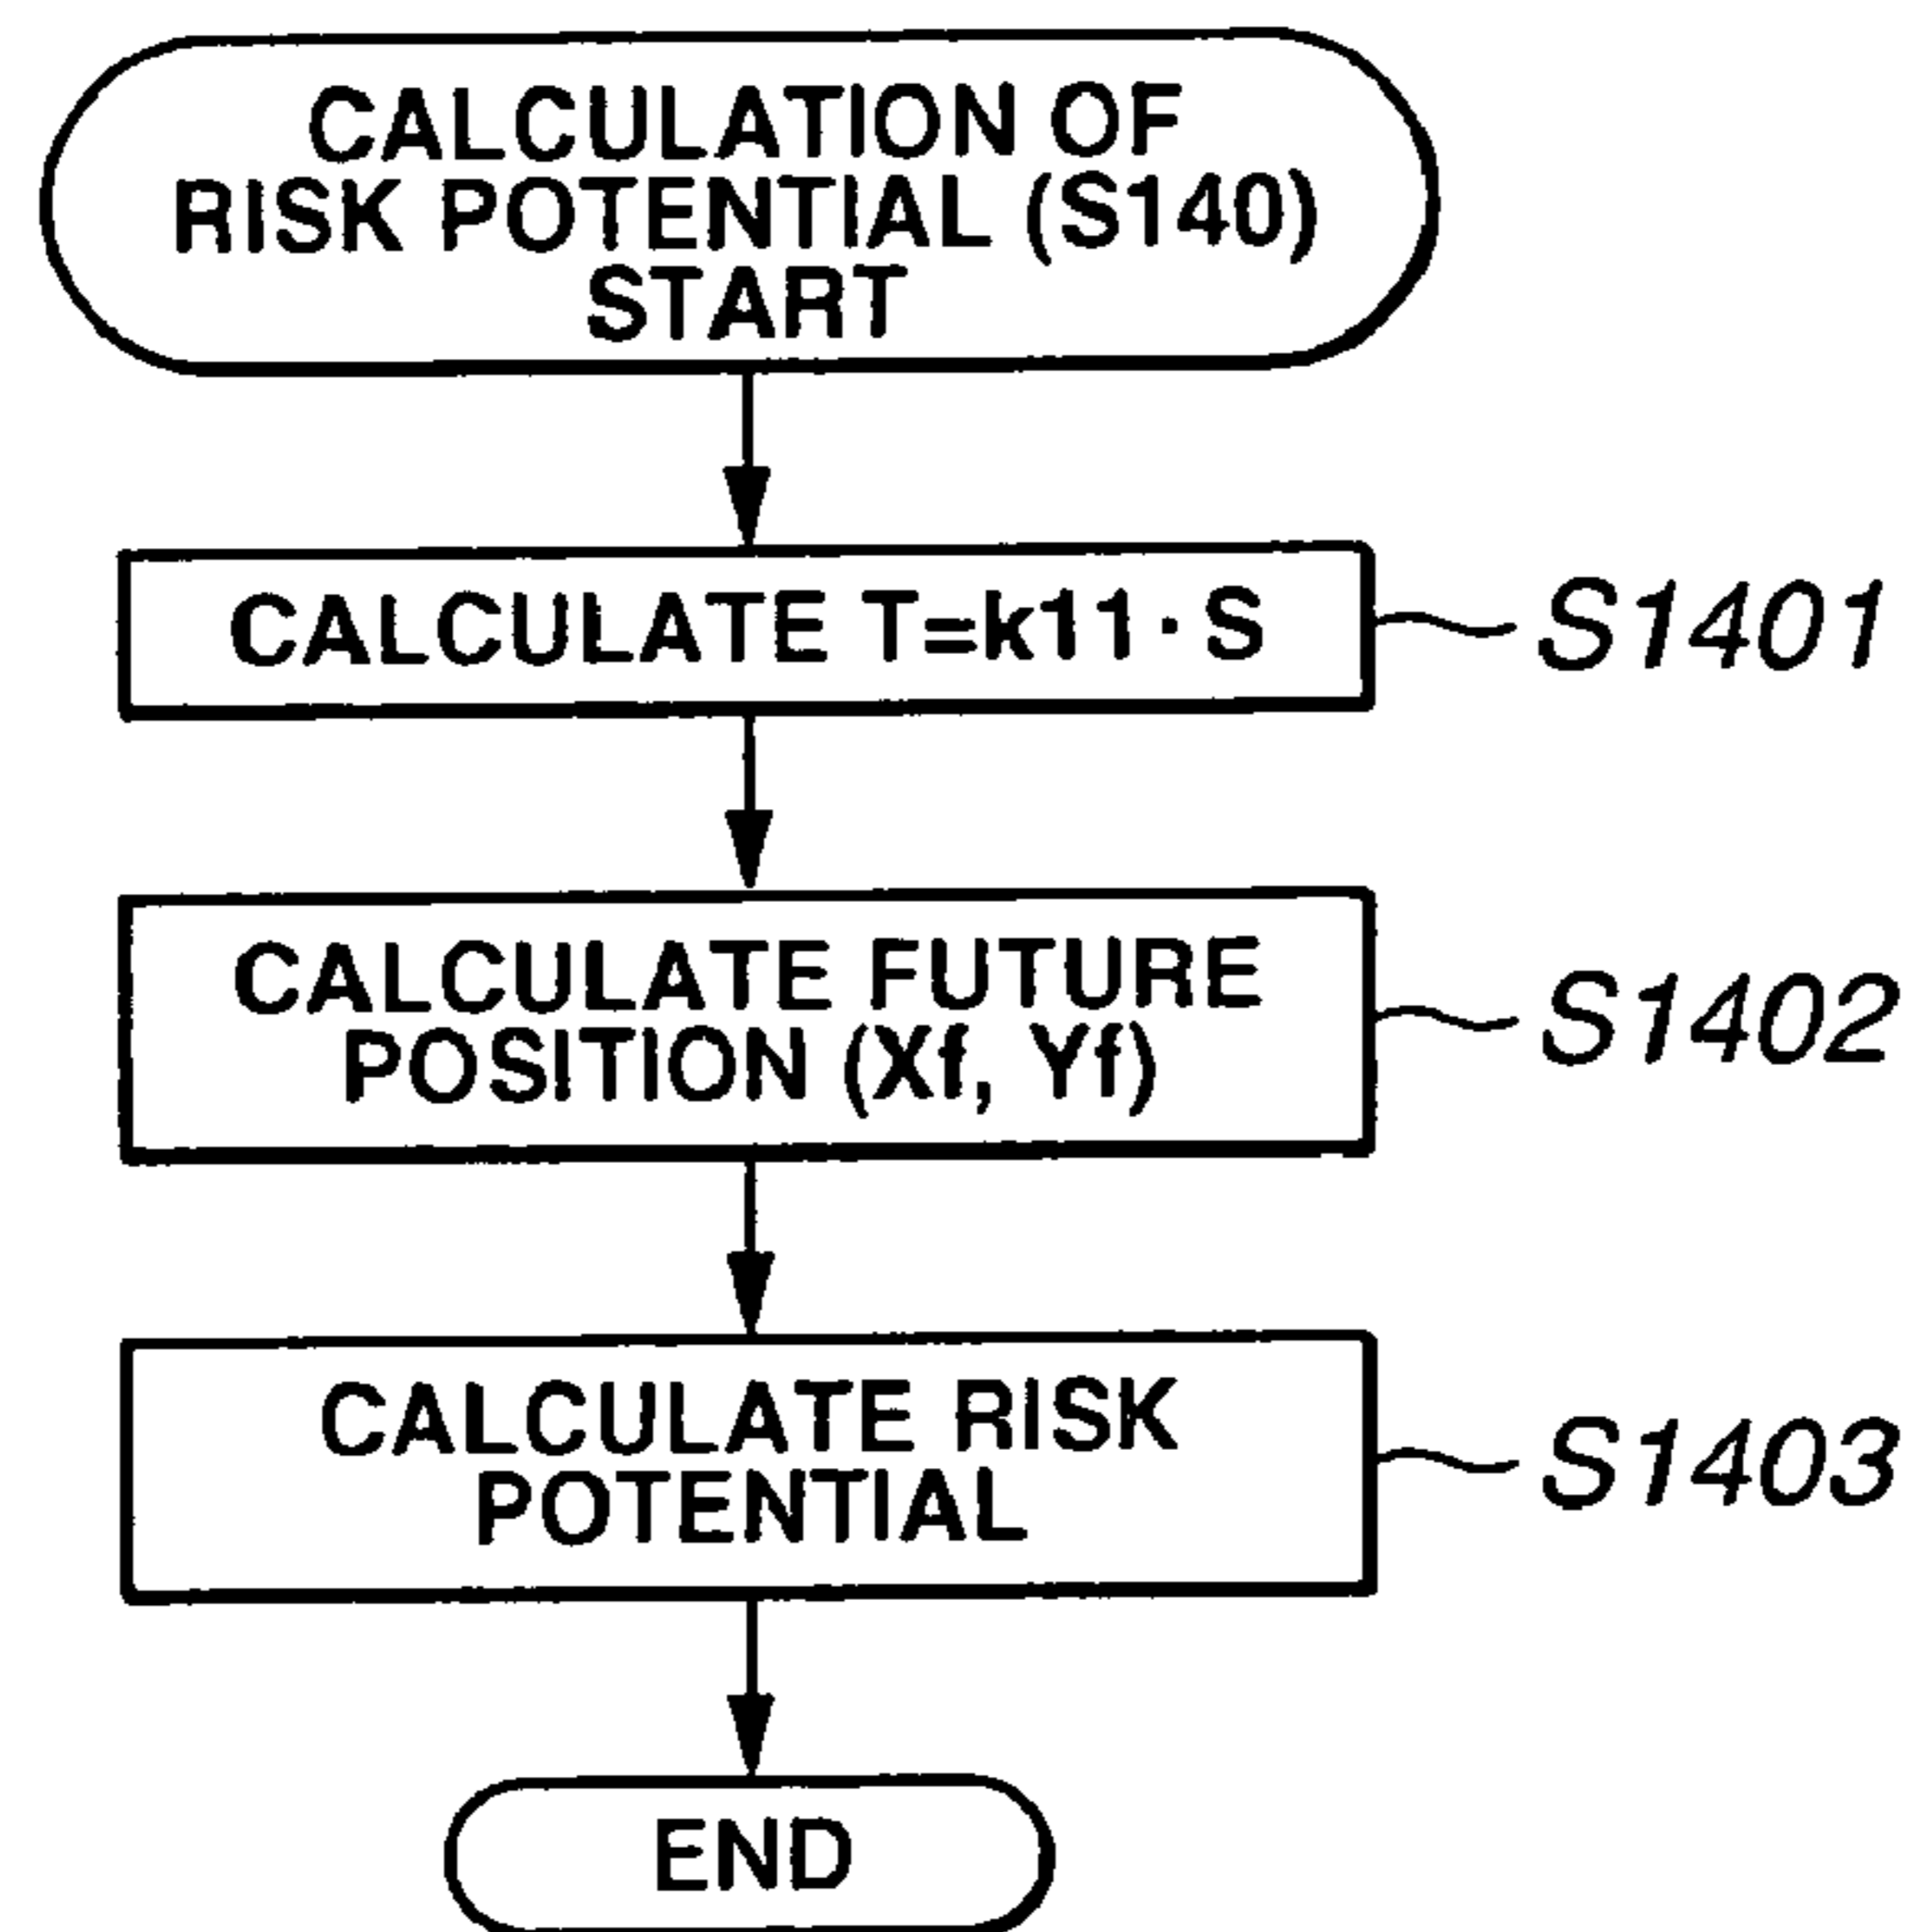 CALCULATION OF
RISK POTENTIAL (S140)
START
CALCULATE T=k11·S
S1401
CALCULATE FUTURE
POSITION (Xf, Yf)
S1402
CALCULATE RISK
POTENTIAL
S1403
END